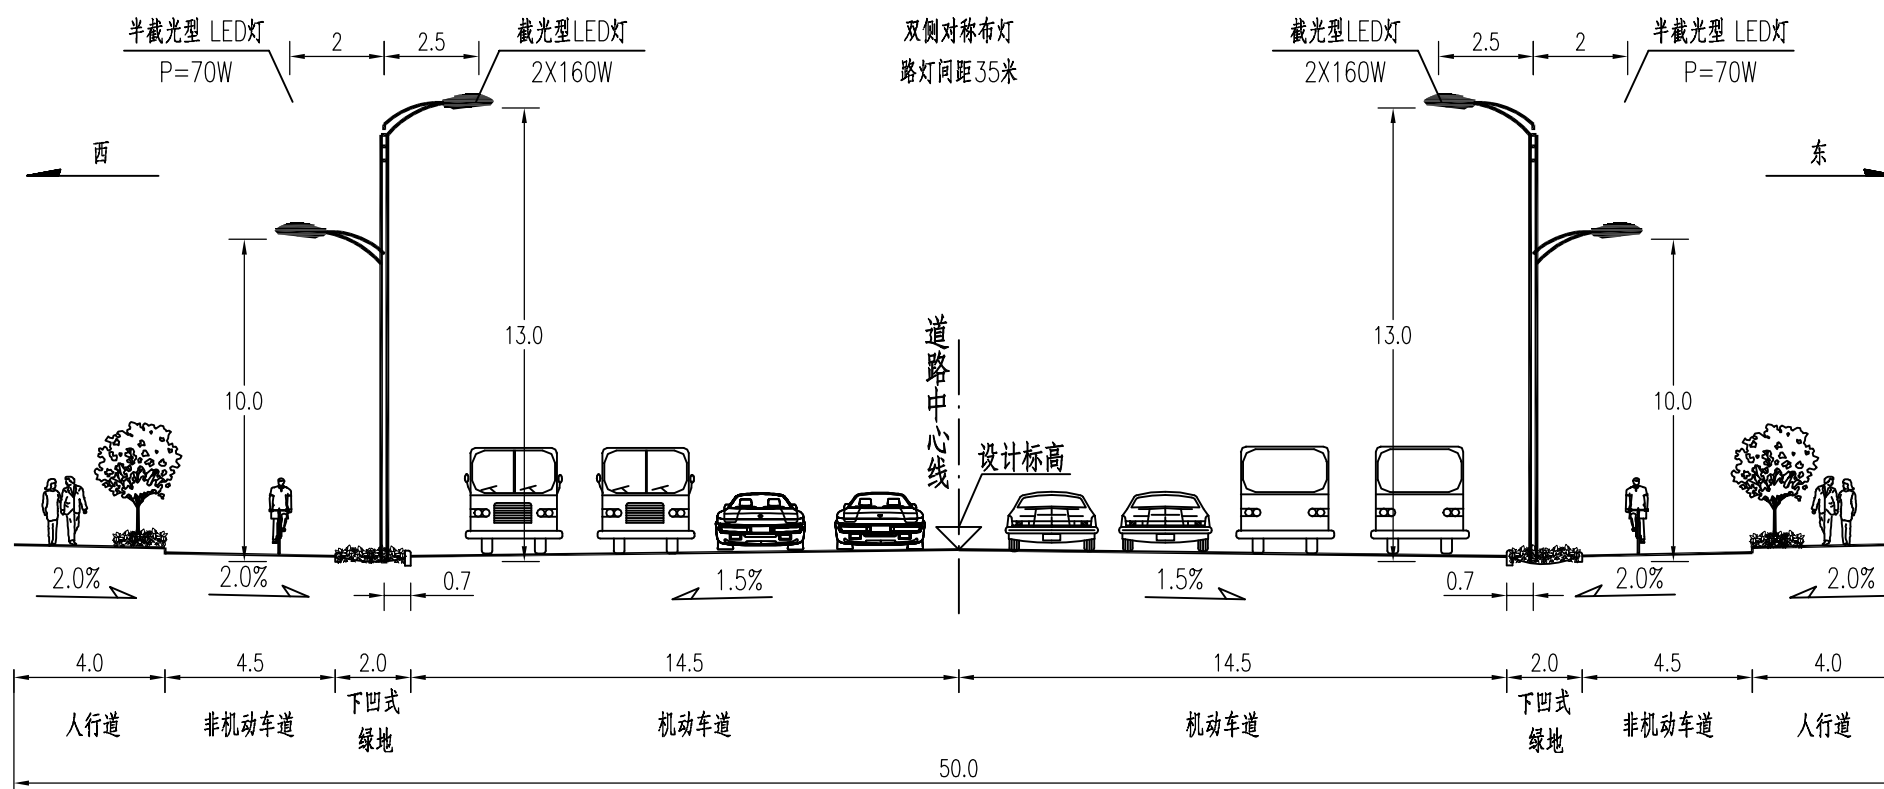 半截光型 LED灯
P=70W
2
2.5
截光型LED灯
2X160W
双侧对称布灯
路灯间距35米
截光型LED灯
2X160W
2.5
2
半截光型 LED灯
P=70W
西
东
13.0
10.0
道路中心线
设计标高
13.0
10.0
2.0%
2.0%
0.7
1.5%
1.5%
0.7
2.0%
2.0%
4.0
4.5
2.0
14.5
14.5
2.0
4.5
4.0
人行道
非机动车道
下凹式
绿地
机动车道
机动车道
下凹式
绿地
非机动车道
人行道
50.0